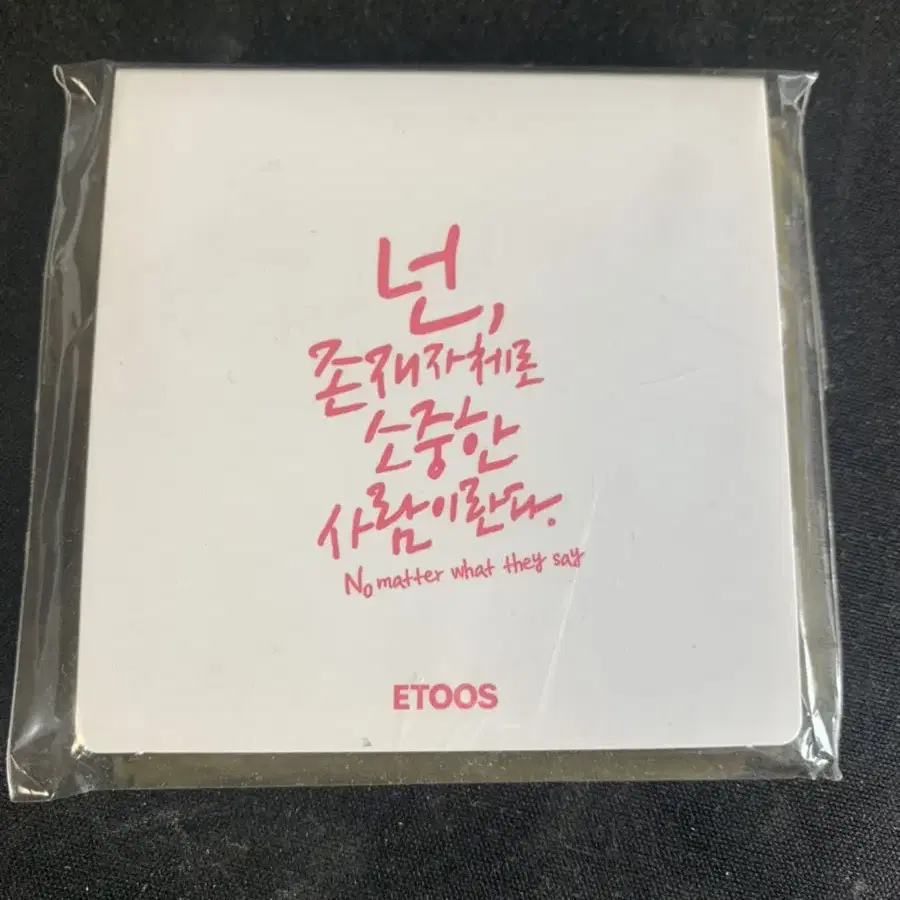 넌,
존재자체로
소중한
사람이란다.
No matter what they say
ETOOS